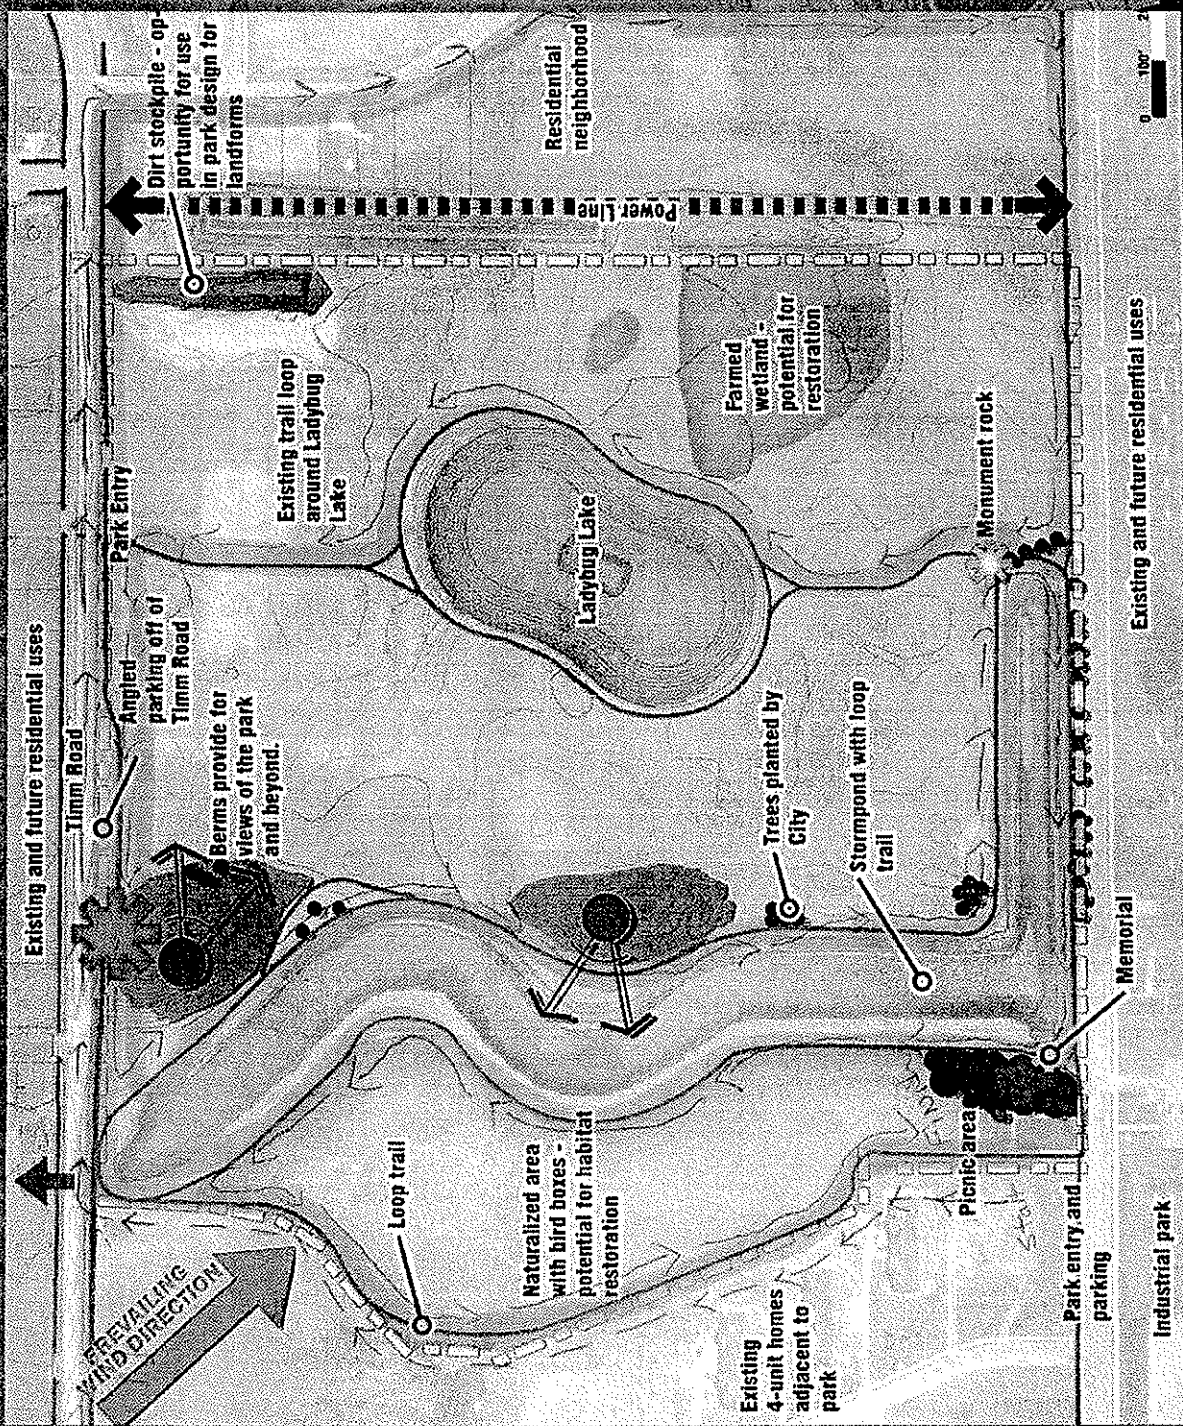 PREVAILING
WIND DIRECTION
Existing and future residential uses
Timm Road
Angled
parking off of
Timm Road
Park Entry
Dirt stockpile - op-
portunity for use
in park design for
landforms
Berms provide for
views of the park
and beyond.
Existing trail loop
around Ladybug
Lake
Loop trail
Naturalized area
with bird boxes -
potential for habitat
restoration
Ladybug Lake
Power Line
Residential
neighborhood
Farmed
wetland -
potential for
restoration
Existing
4-unit homes
adjacent to
park
Trees planted by
City
Stormpond with loop
trail
Picnic area
Monument rock
Park entry and
parking
Memorial
Industrial park
Existing and future residential uses
0 100' 2